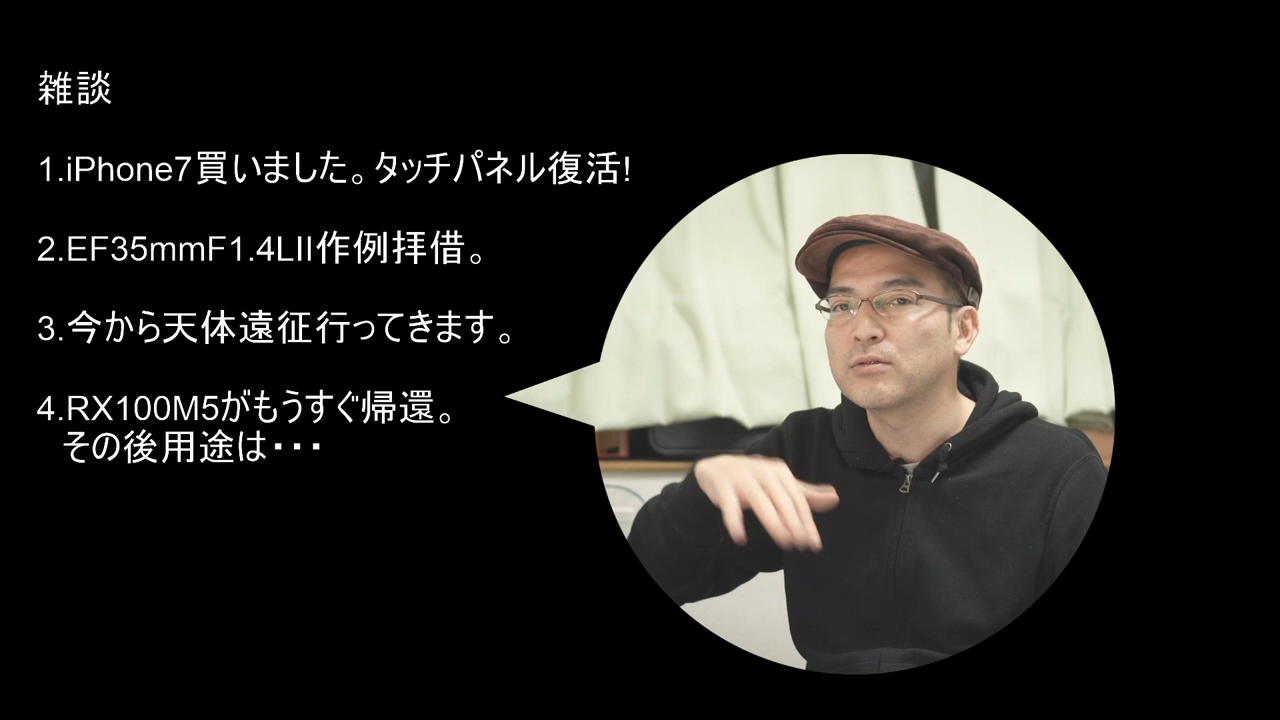 雑談
1.iPhone7買いました。タッチパネル復活!
2.EF35mmF1.4LII作例拝借。
3.今から天体遠征行ってきます。
4.RX100M5がもうすぐ帰還。
その後用途は・・・